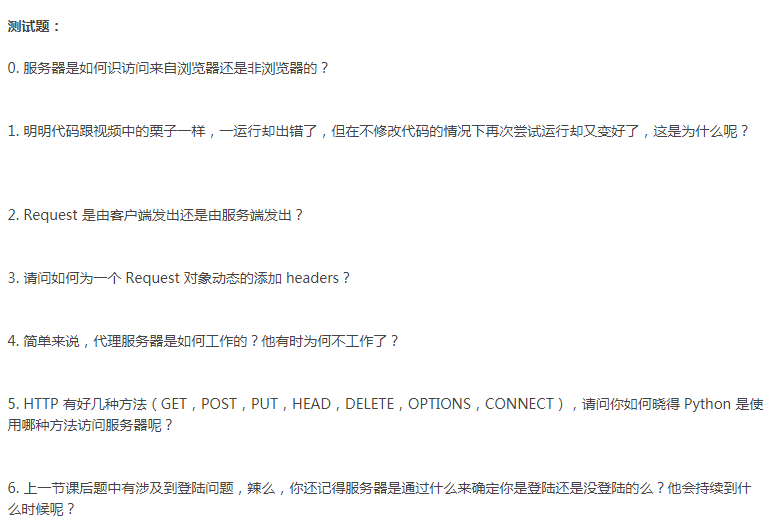 测试题：
0. 服务器是如何识访问来自浏览器还是非浏览器的？
1. 明明代码跟视频中的栗子一样，一运行却出错了，但在不修改代码的情况下再次尝试运行却又变好了，这是为什么呢？
2. Request 是由客户端发出还是由服务端发出？
3. 请问如何为一个 Request 对象动态的添加 headers？
4. 简单来说，代理服务器是如何工作的？他有时为何不工作了？
5. HTTP 有好几种方法（GET，POST，PUT，HEAD，DELETE，OPTIONS，CONNECT），请问你如何晓得 Python 是使
用哪种方法访问服务器呢？
6. 上一节课后题中有涉及到登陆问题，辣么，你还记得服务器是通过什么来确定你是登陆还是没登陆的么？他会持续到什
么时候呢？